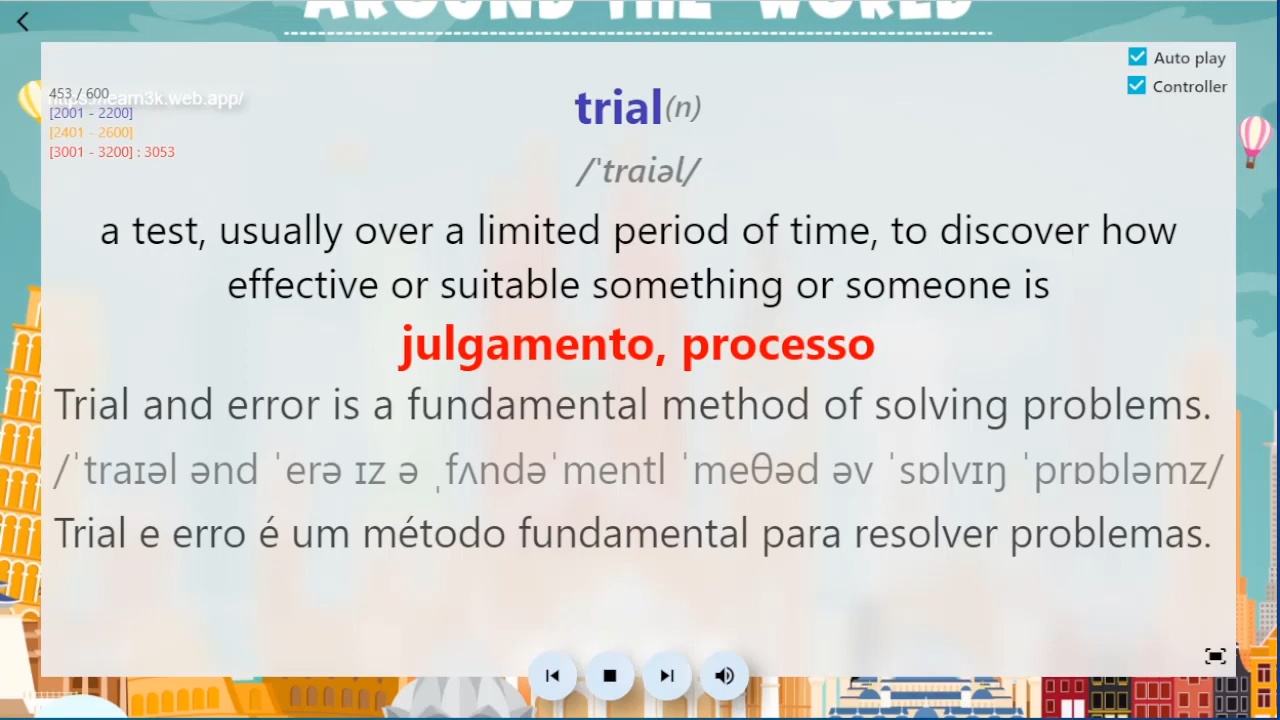 AROUND THE WORLD
Auto play
Controller
453 / 600
https://learn3k.web.app/
[2001 - 2200]
[2401 - 2600]
[3001 - 3200] : 3053
trial(n)
/'traiəl/
a test, usually over a limited period of time, to discover how
effective or suitable something or someone is
julgamento, processo
Trial and error is a fundamental method of solving problems.
/ˈtraɪəl ənd ˈerə ɪz ə ˌfʌndəˈmentl ˈmeθəd əv ˈsɒlvɪŋ ˈprɒbləmz/
Trial e erro é um método fundamental para resolver problemas.